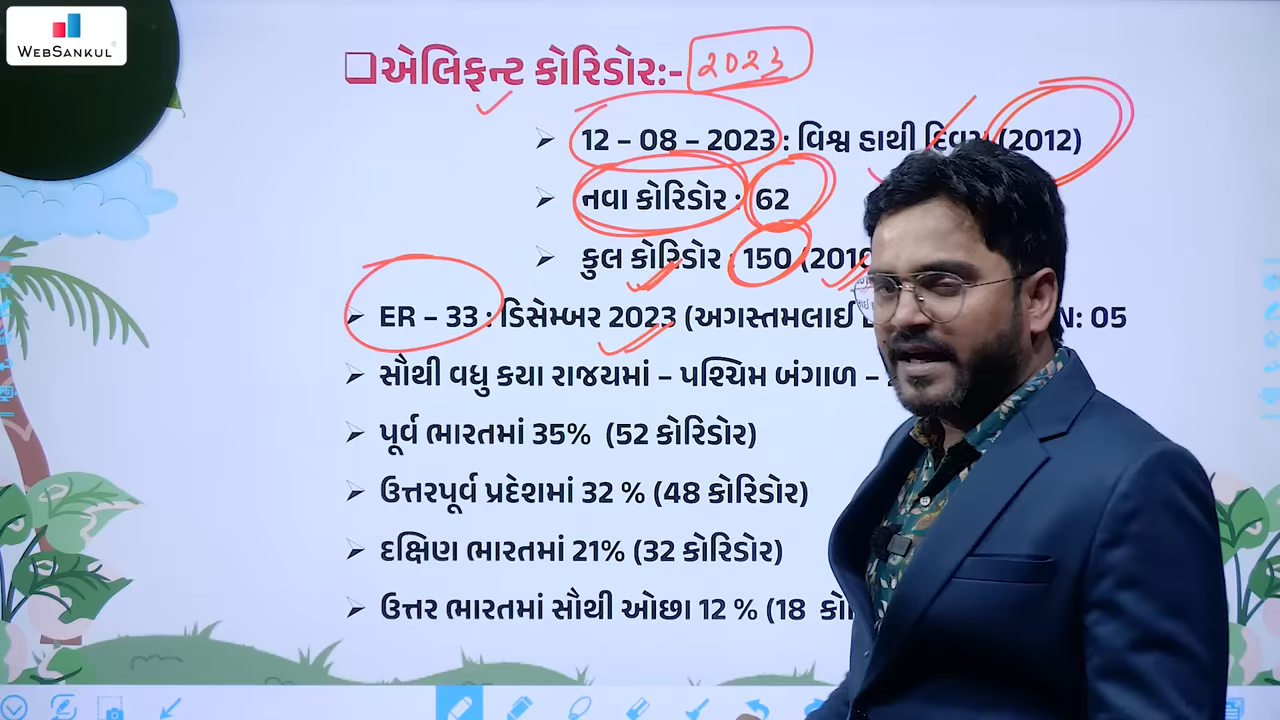 WEBSANKUL
❑એલિફન્ટ કોરિડોર:- 2023
➢ 12 – 08 – 2023 : વિશ્વ હાથી દિવસ (2012)
➢ નવા કોરિડોર : 62
➢ કુલ કોરિડોર : 150 (2010
➢ ER – 33 : ડિસેમ્બર 2023 (અગસ્તમલાઈ N: 05
➢ સૌથી વધુ કયા રાજયમાં – પશ્ચિમ બંગાળ –
➢ પૂર્વ ભારતમાં 35% (52 કોરિડોર)
➢ ઉત્તરપૂર્વ પ્રદેશમાં 32 % (48 કોરિડોર)
➢ દક્ષિણ ભારતમાં 21% (32 કોરિડોર)
➢ ઉત્તર ભારતમાં સૌથી ઓછા 12 % (18